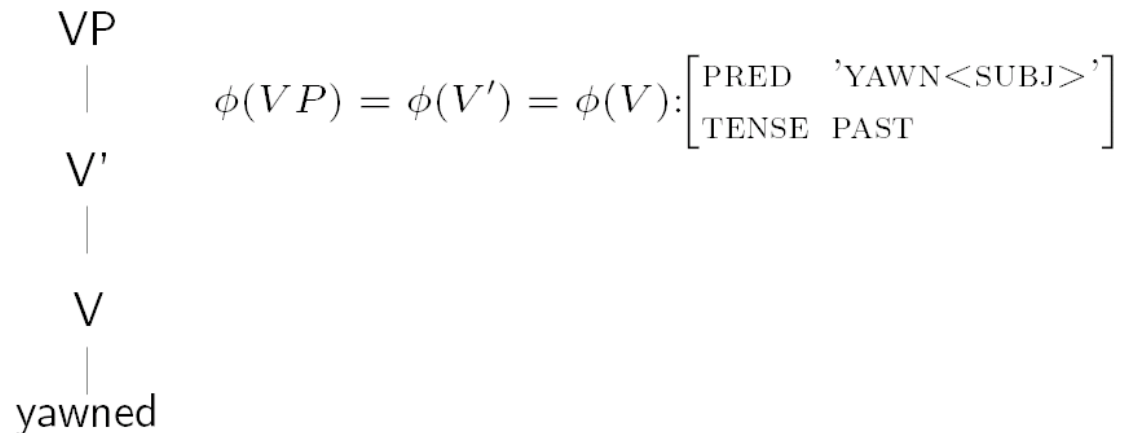 VP
ϕ(VP) = ϕ(V′) = ϕ(V):[PRED ’YAWN<SUBJ>’
TENSE PAST]
V’
V
yawned